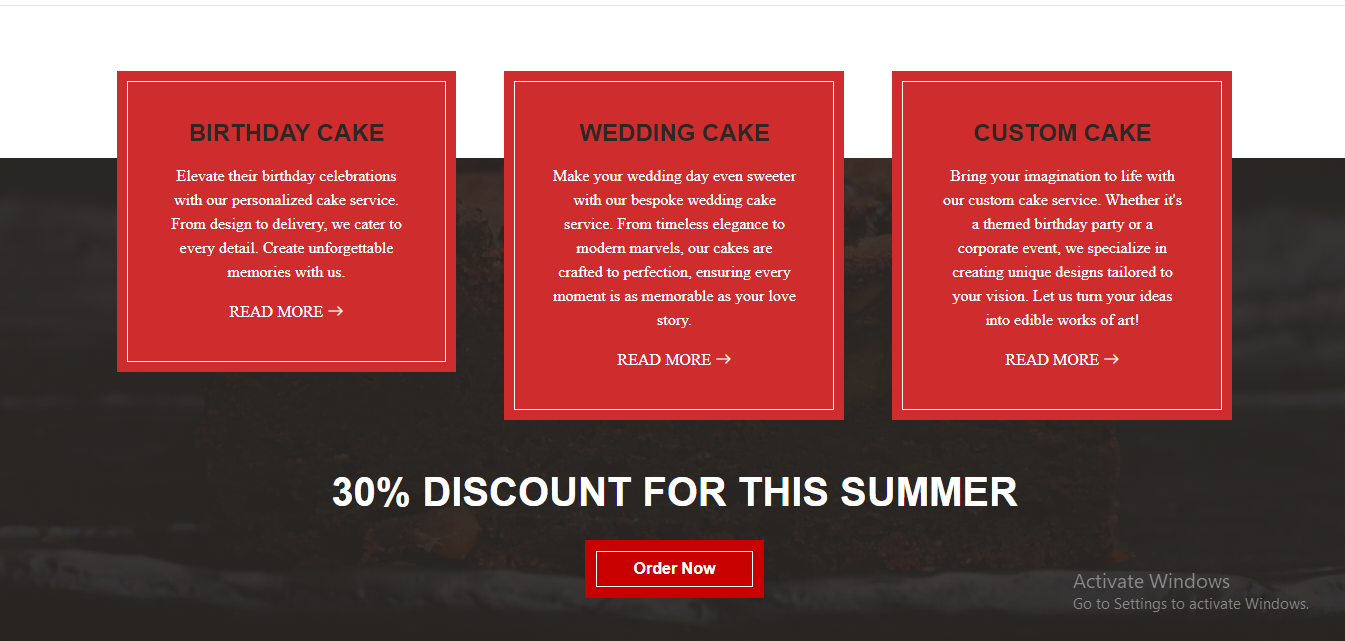 BIRTHDAY CAKE
Elevate their birthday celebrations
with our personalized cake service.
From design to delivery, we cater to
every detail. Create unforgettable
memories with us.
READ MORE →
WEDDING CAKE
Make your wedding day even sweeter
with our bespoke wedding cake
service. From timeless elegance to
modern marvels, our cakes are
crafted to perfection, ensuring every
moment is as memorable as your love
story.
READ MORE →
CUSTOM CAKE
Bring your imagination to life with
our custom cake service. Whether it's
a themed birthday party or a
corporate event, we specialize in
creating unique designs tailored to
your vision. Let us turn your ideas
into edible works of art!
READ MORE →
30% DISCOUNT FOR THIS SUMMER
Order Now
Activate Windows
Go to Settings to activate Windows.